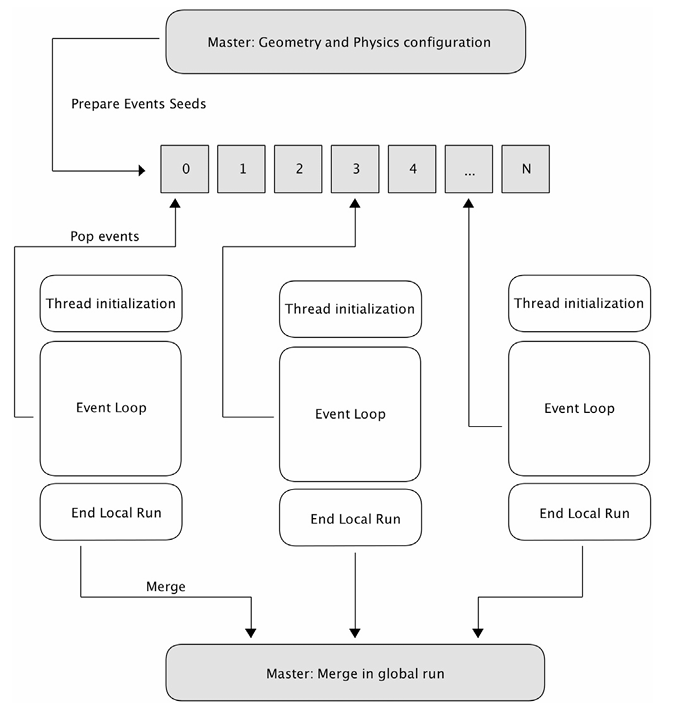 Master: Geometry and Physics configuration
Prepare Events Seeds
0 1 2 3 4 ... N
Pop events
Thread initialization
Thread initialization
Thread initialization
Event Loop
Event Loop
Event Loop
End Local Run
End Local Run
End Local Run
Merge
Master: Merge in global run